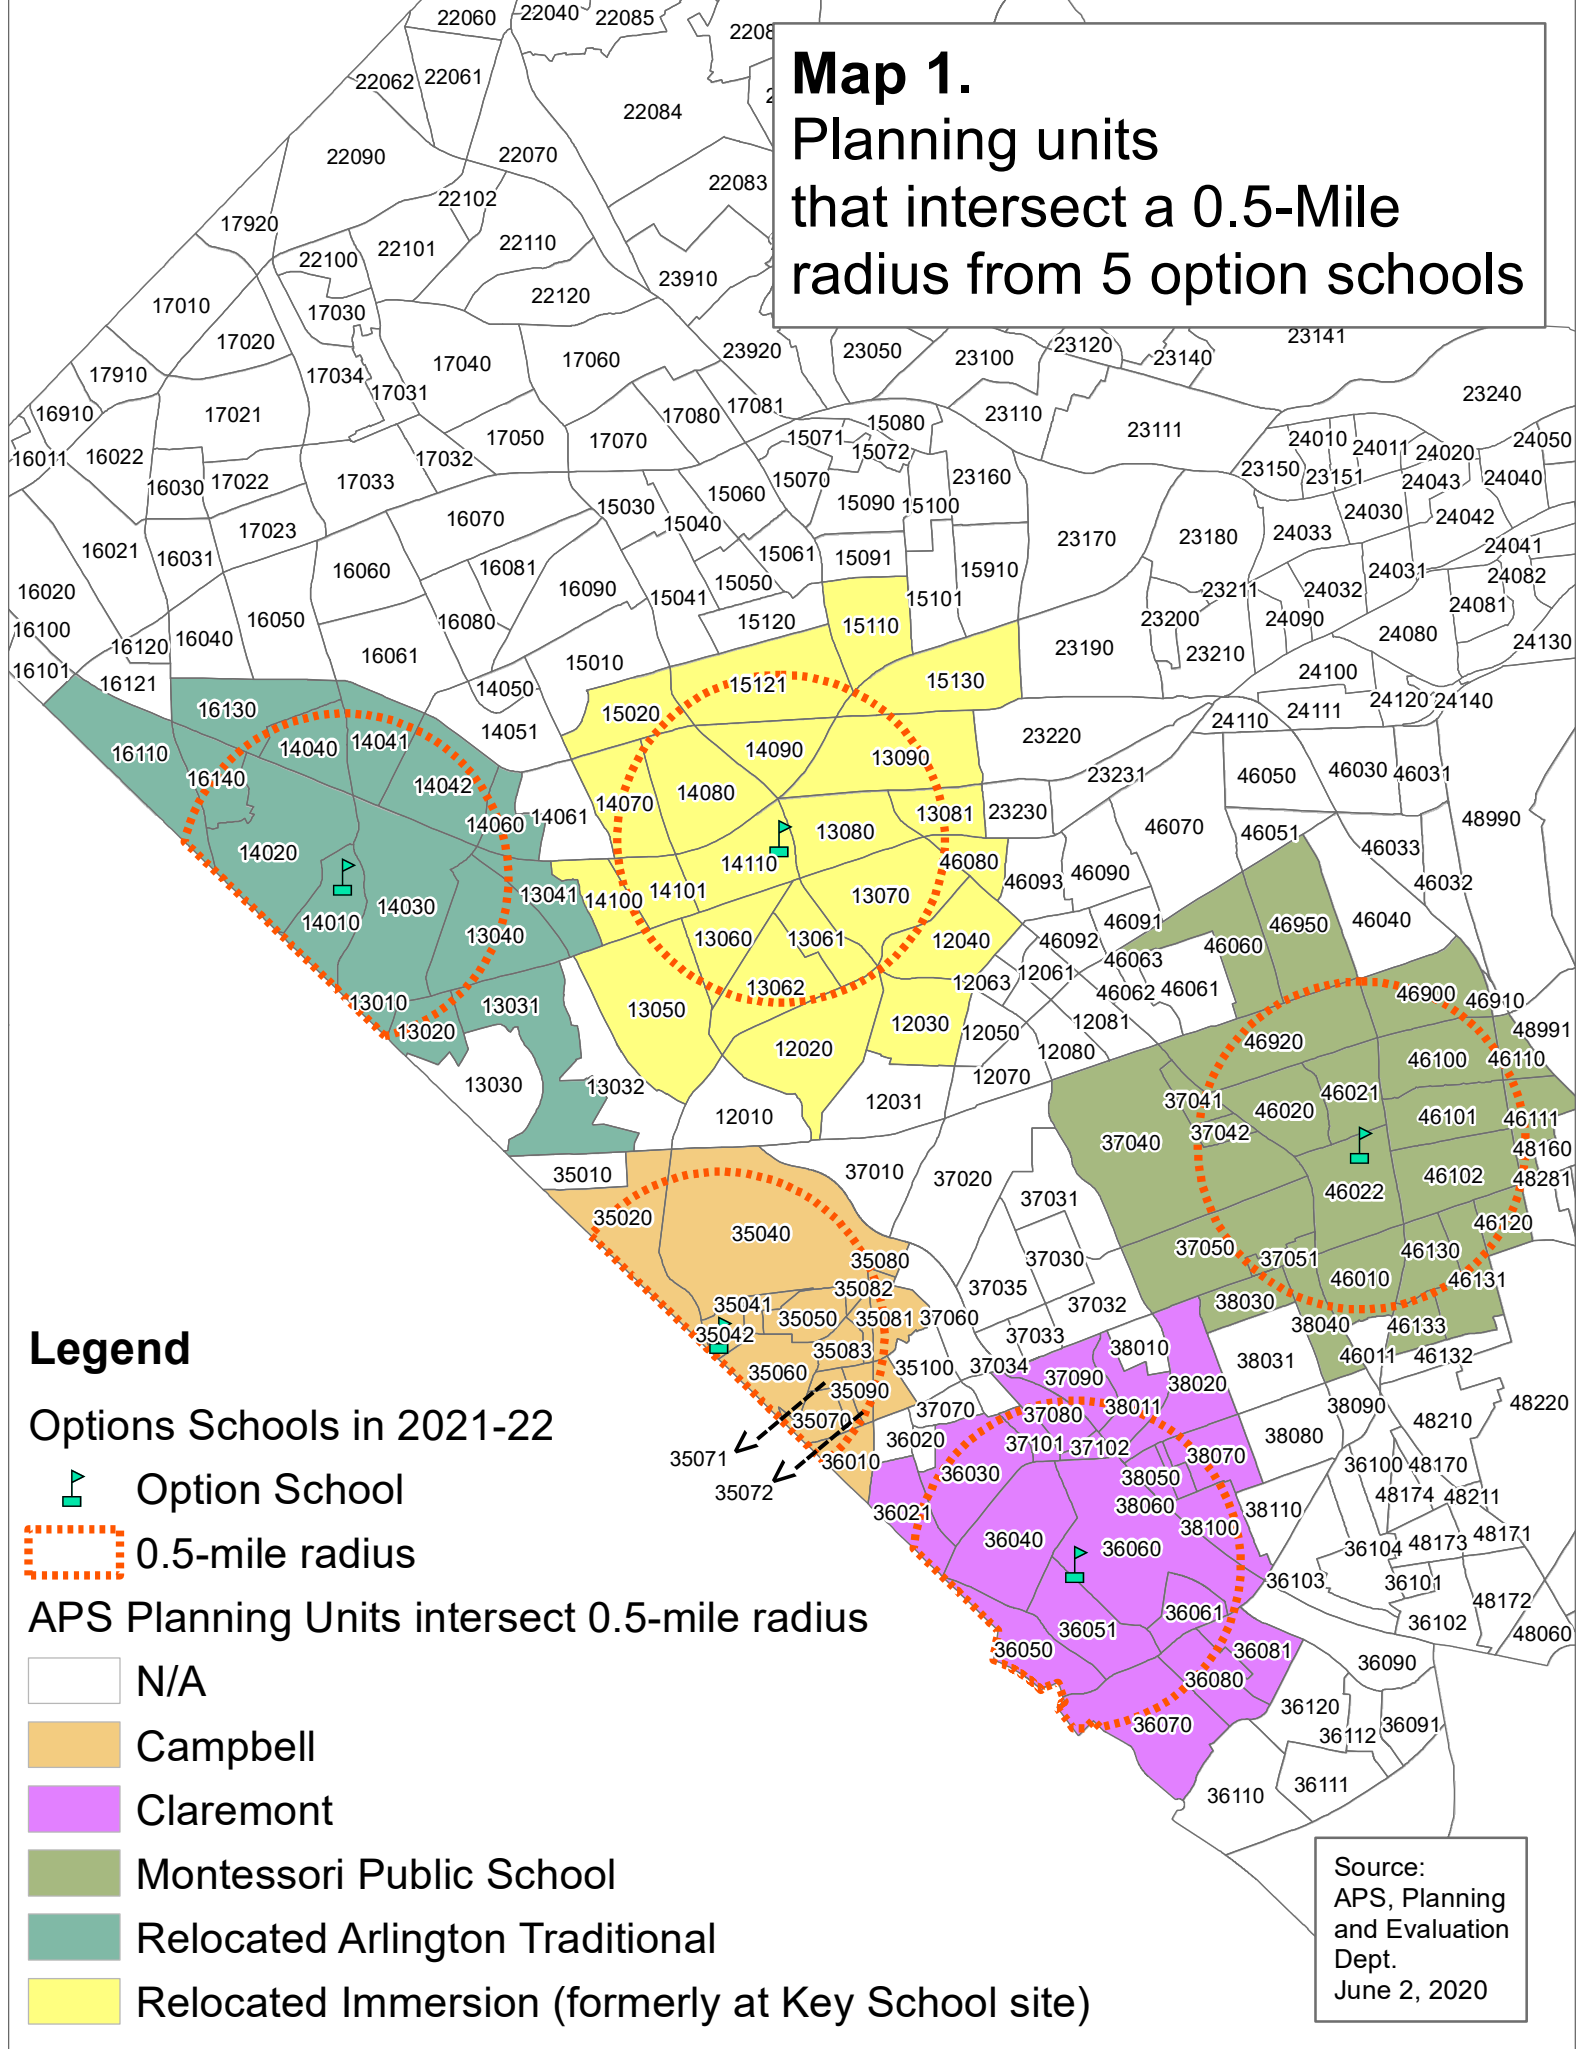 22060 22040 22085
2208
Map 1.
Planning units
that intersect a 0.5-Mile
radius from 5 option schools
22062 22061
22084
22090 22070
22083
22102
17920
22101 22110
22100
23910
22120
17010 17030
17020
23141
23920 23050 23100 23120 23140
17910 17034 17040 17060
17031 23240
16910 17021 17080 17081 23110
15080
23111
16011 16022 17032 17050 17070 15071 15072
24010 24011 24020 24050
23150 23151 24043 24040
16030 17022 17033 15060 15070 23160
15030 15090 15100
24030 24042
17023 16070 15040
23170 23180 24033
24041
16021 16031 16060 16081 15061 15091 15910
24031 24082
16020 16090 15050
15041 15101 23211 24032
24081
16100 16050 16080 15120 15110 23200 24090
16120 16040 24080 24130
16101 16121 16061 15010 23190 23210
24100
14050 15121 15130
16130 24120 24140
15020 24111
24110
14051
16110 14040 14041 14090 23220
13090
16140 14042 23231 46050 46030 46031
14080
14070
14061 13081 23230
14060 13080 46070 46051 48990
14020 14110 46080 46033
46093 46090
13041 14100 14101 13070 46032
14030
14010 46091 46950 46040
13040 13060 13061 12040 46092 46060
46063
12061
12063
13062 46062 46061
13010 13031 13050 46900 46910
12030 12050 12081
13020 48991
12020 12080 46920
46100 46110
12070
13030 13032 12031 46021
12010 37041 46020 46101 46111
37042
37040 48160
35010 37010 37020 46102 48281
37031 46022
35020 46120
35040
37050
35080 37030 37051 46130
37035 46010 46131
35082
35041 38030
35050 35081 37060 37032
35042 38040 46133
35083 37033 38010
35060 35100 37034 38031 46011 46132
35090 37090 38020
35070 37070 37080 38011 38090 48220
48210
36020 37101 37102 38080
35071 36010 36030 38050 38070 36100 48170
35072 38060 48174 48211
36021 38100 38110
36040 36060 36104 48173 48171
36103 36101
48172
36061
36051 36102
36050 36081 48060
36080 36090
36120
36070 36112 36091
36111
36110
Legend
Options Schools in 2021-22
Option School
0.5-mile radius
APS Planning Units intersect 0.5-mile radius
N/A
Campbell
Claremont
Montessori Public School
Relocated Arlington Traditional
Relocated Immersion (formerly at Key School site)
Source:
APS, Planning
and Evaluation
Dept.
June 2, 2020